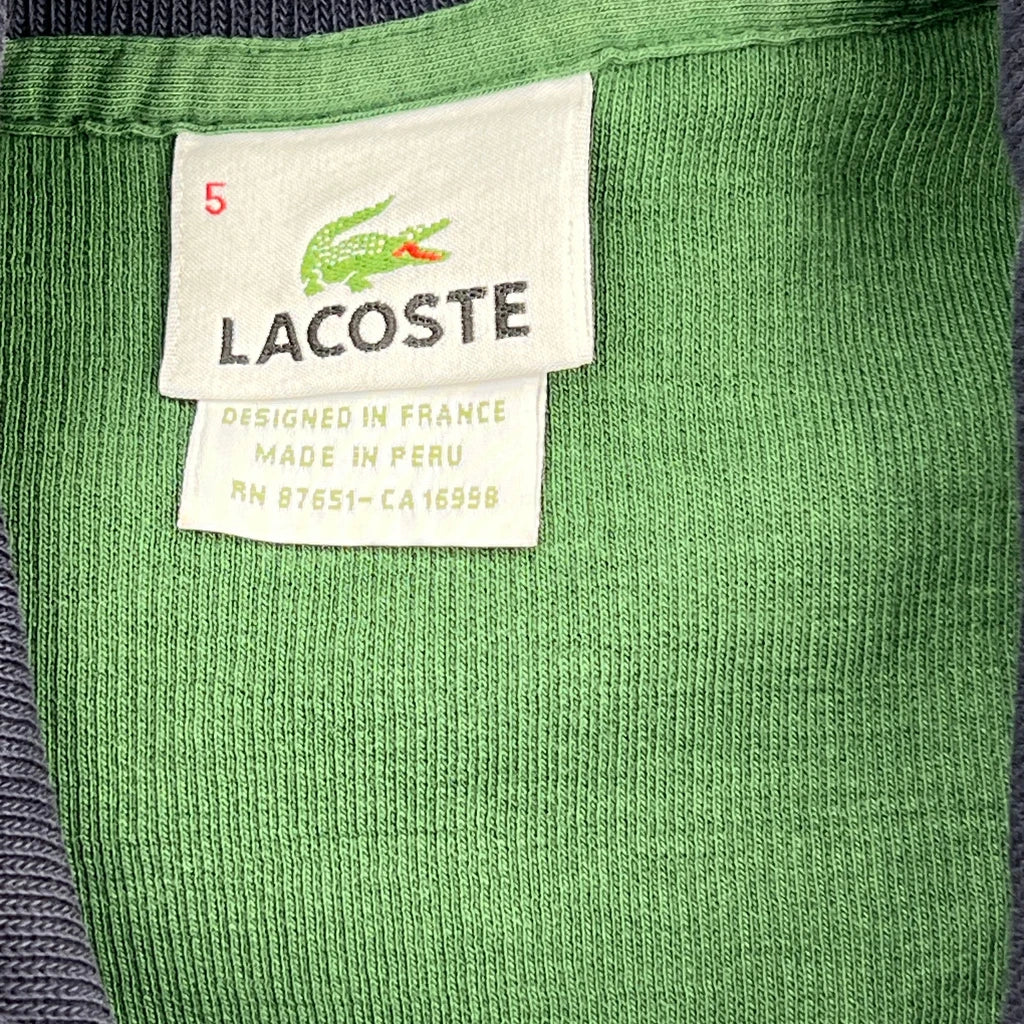 5
LACOSTE
DESIGNED IN FRANCE
MADE IN PERU
RN 87651-CA 16998